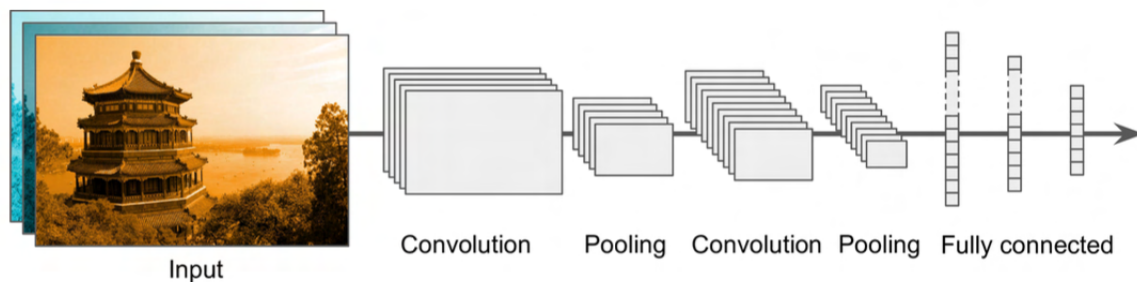 Input
Convolution
Pooling
Convolution
Pooling
Fully connected